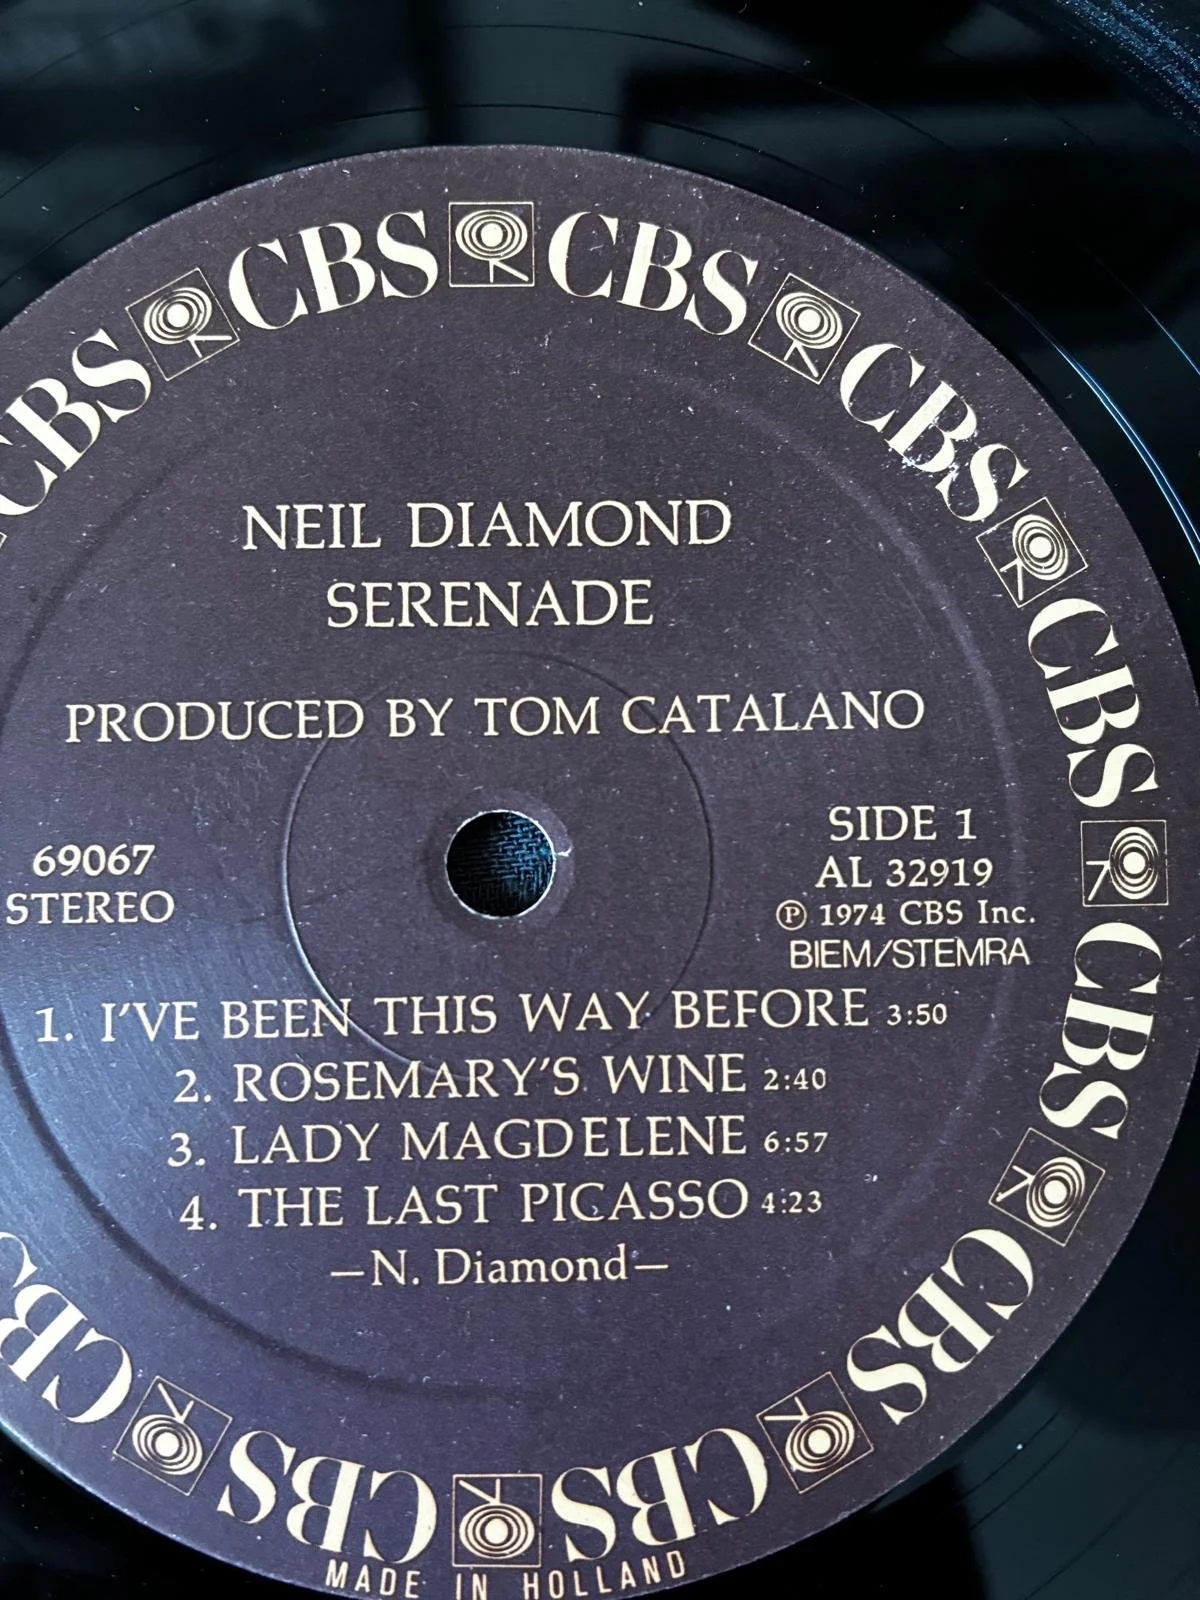 CBS CBS CBS CBS CBS CBS CBS CBS CBS CBS
NEIL DIAMOND
SERENADE
PRODUCED BY TOM CATALANO
69067
STEREO
SIDE 1
AL 32919
℗ 1974 CBS Inc.
BIEM/STEMRA
1. I'VE BEEN THIS WAY BEFORE 3:50
2. ROSEMARY'S WINE 2:40
3. LADY MAGDELENE 6:57
4. THE LAST PICASSO 4:23
—N. Diamond—
MADE IN HOLLAND